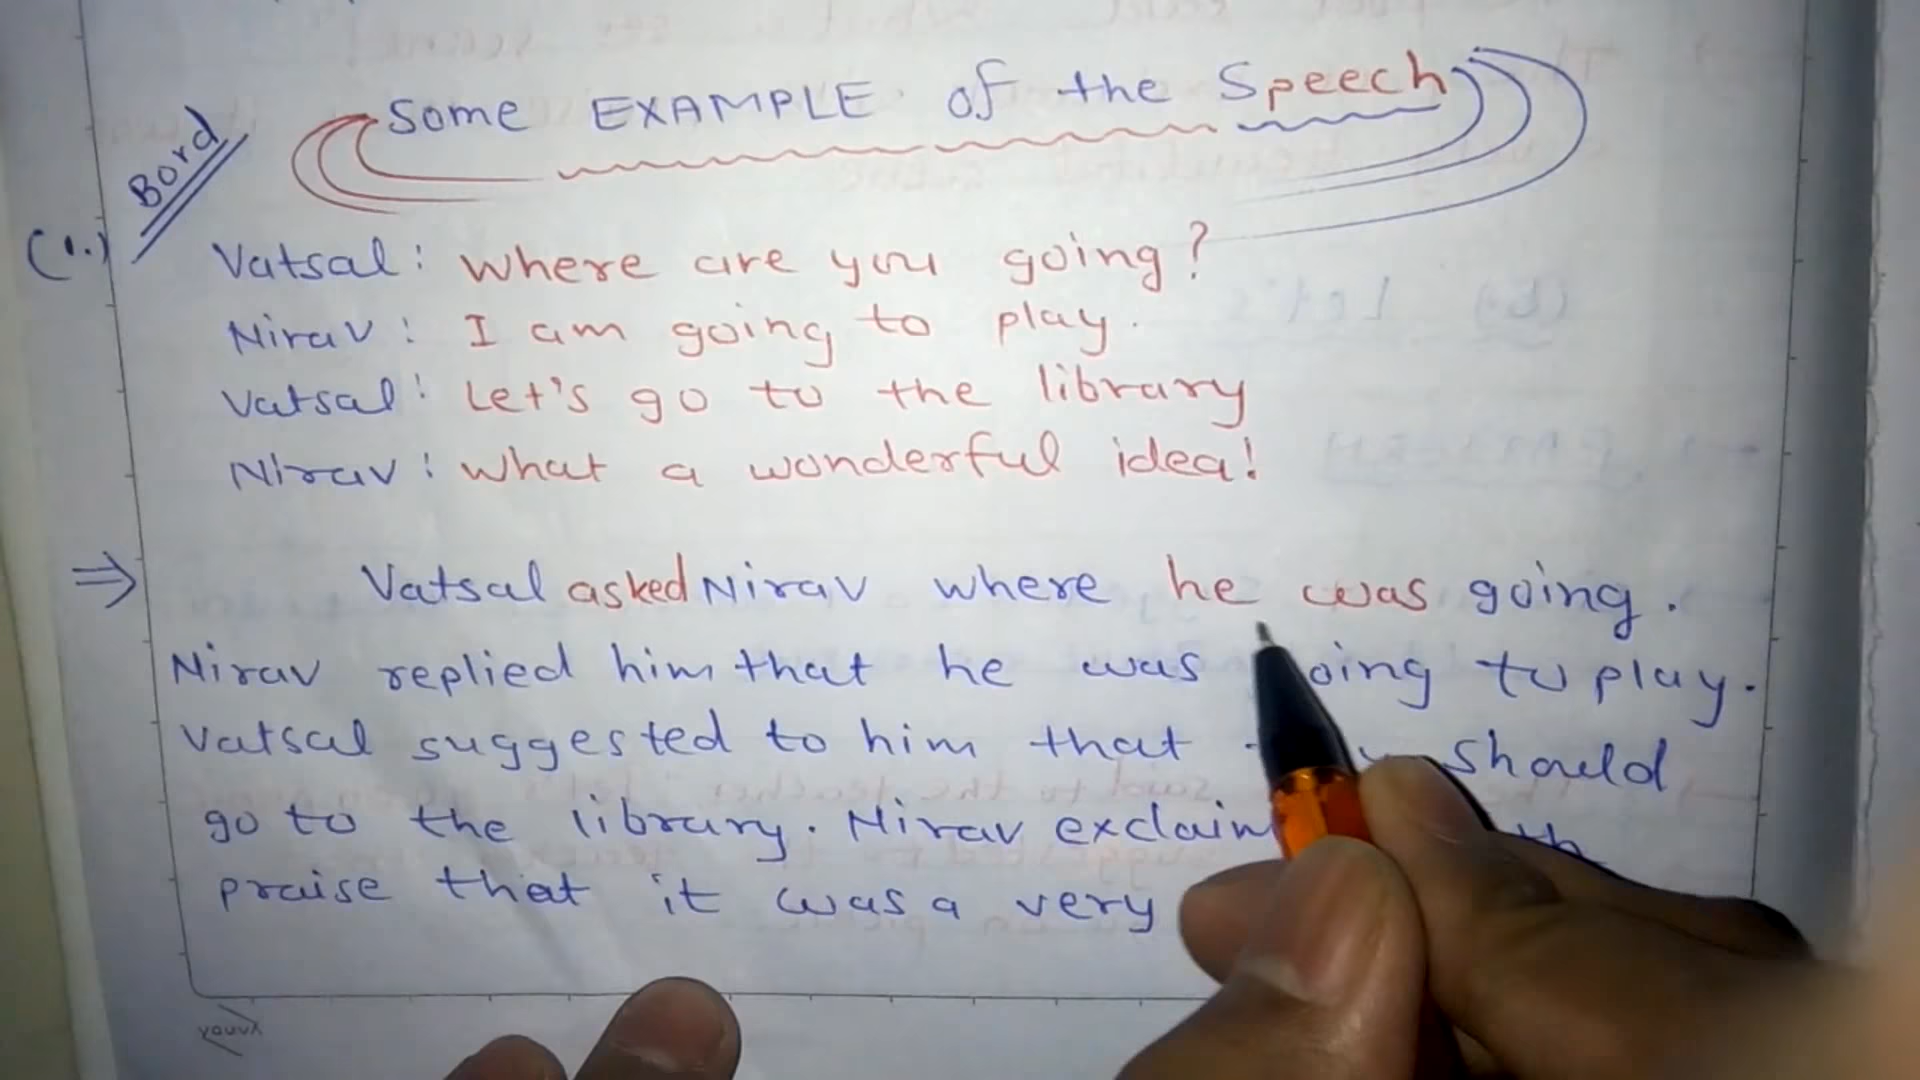 Some EXAMPLE of the Speech
Bord
(1.)
Vatsal: Where are you going?
Nirav: I am going to play.
Vatsal: Let's go to the library
Nirav: What a wonderful idea!
⇒ Vatsal asked Nirav where he was going.
Nirav replied him that he was oing to play.
Vatsal suggested to him that should
go to the library. Nirav exclaim
praise that it was a very
youva